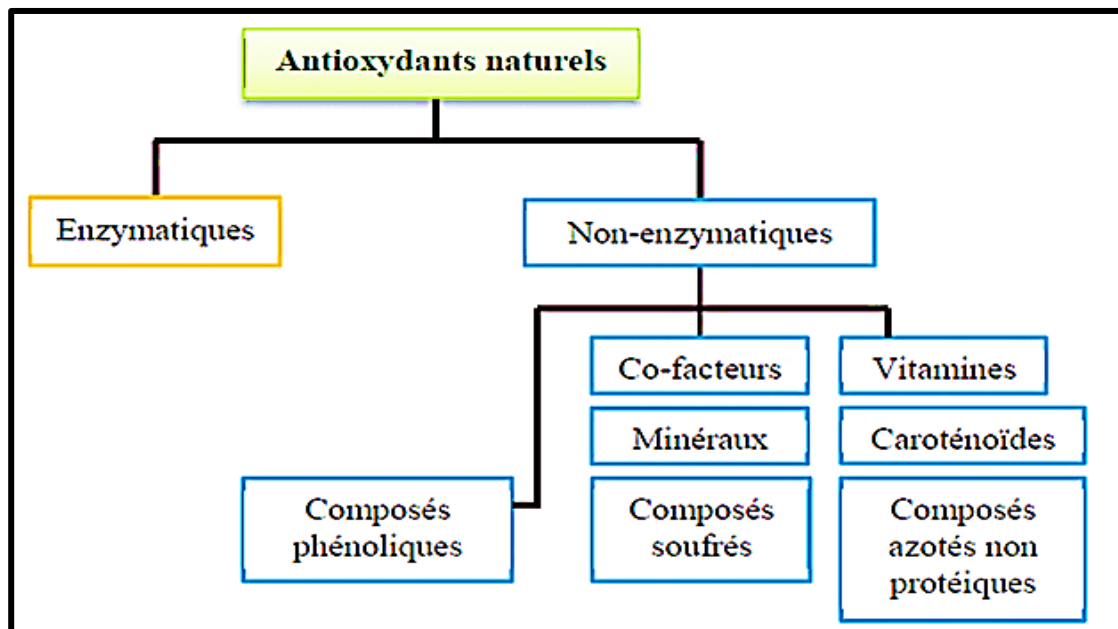 Antioxydants naturels
Enzymatiques
Non-enzymatiques
Co-facteurs
Vitamines
Minéraux
Caroténoïdes
Composés
phénoliques
Composés
soufrés
Composés
azotés non
protéiques